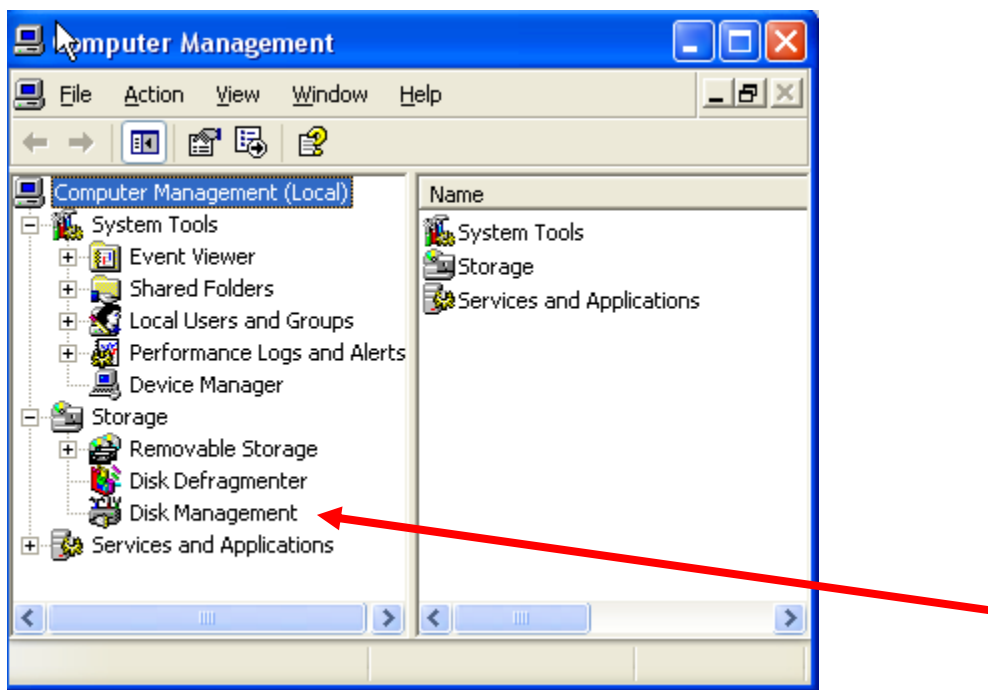 Computer Management
File Action View Window Help
Computer Management (Local)
System Tools
Event Viewer
Shared Folders
Local Users and Groups
Performance Logs and Alerts
Device Manager
Storage
Removable Storage
Disk Defragmenter
Disk Management
Services and Applications
Name
System Tools
Storage
Services and Applications